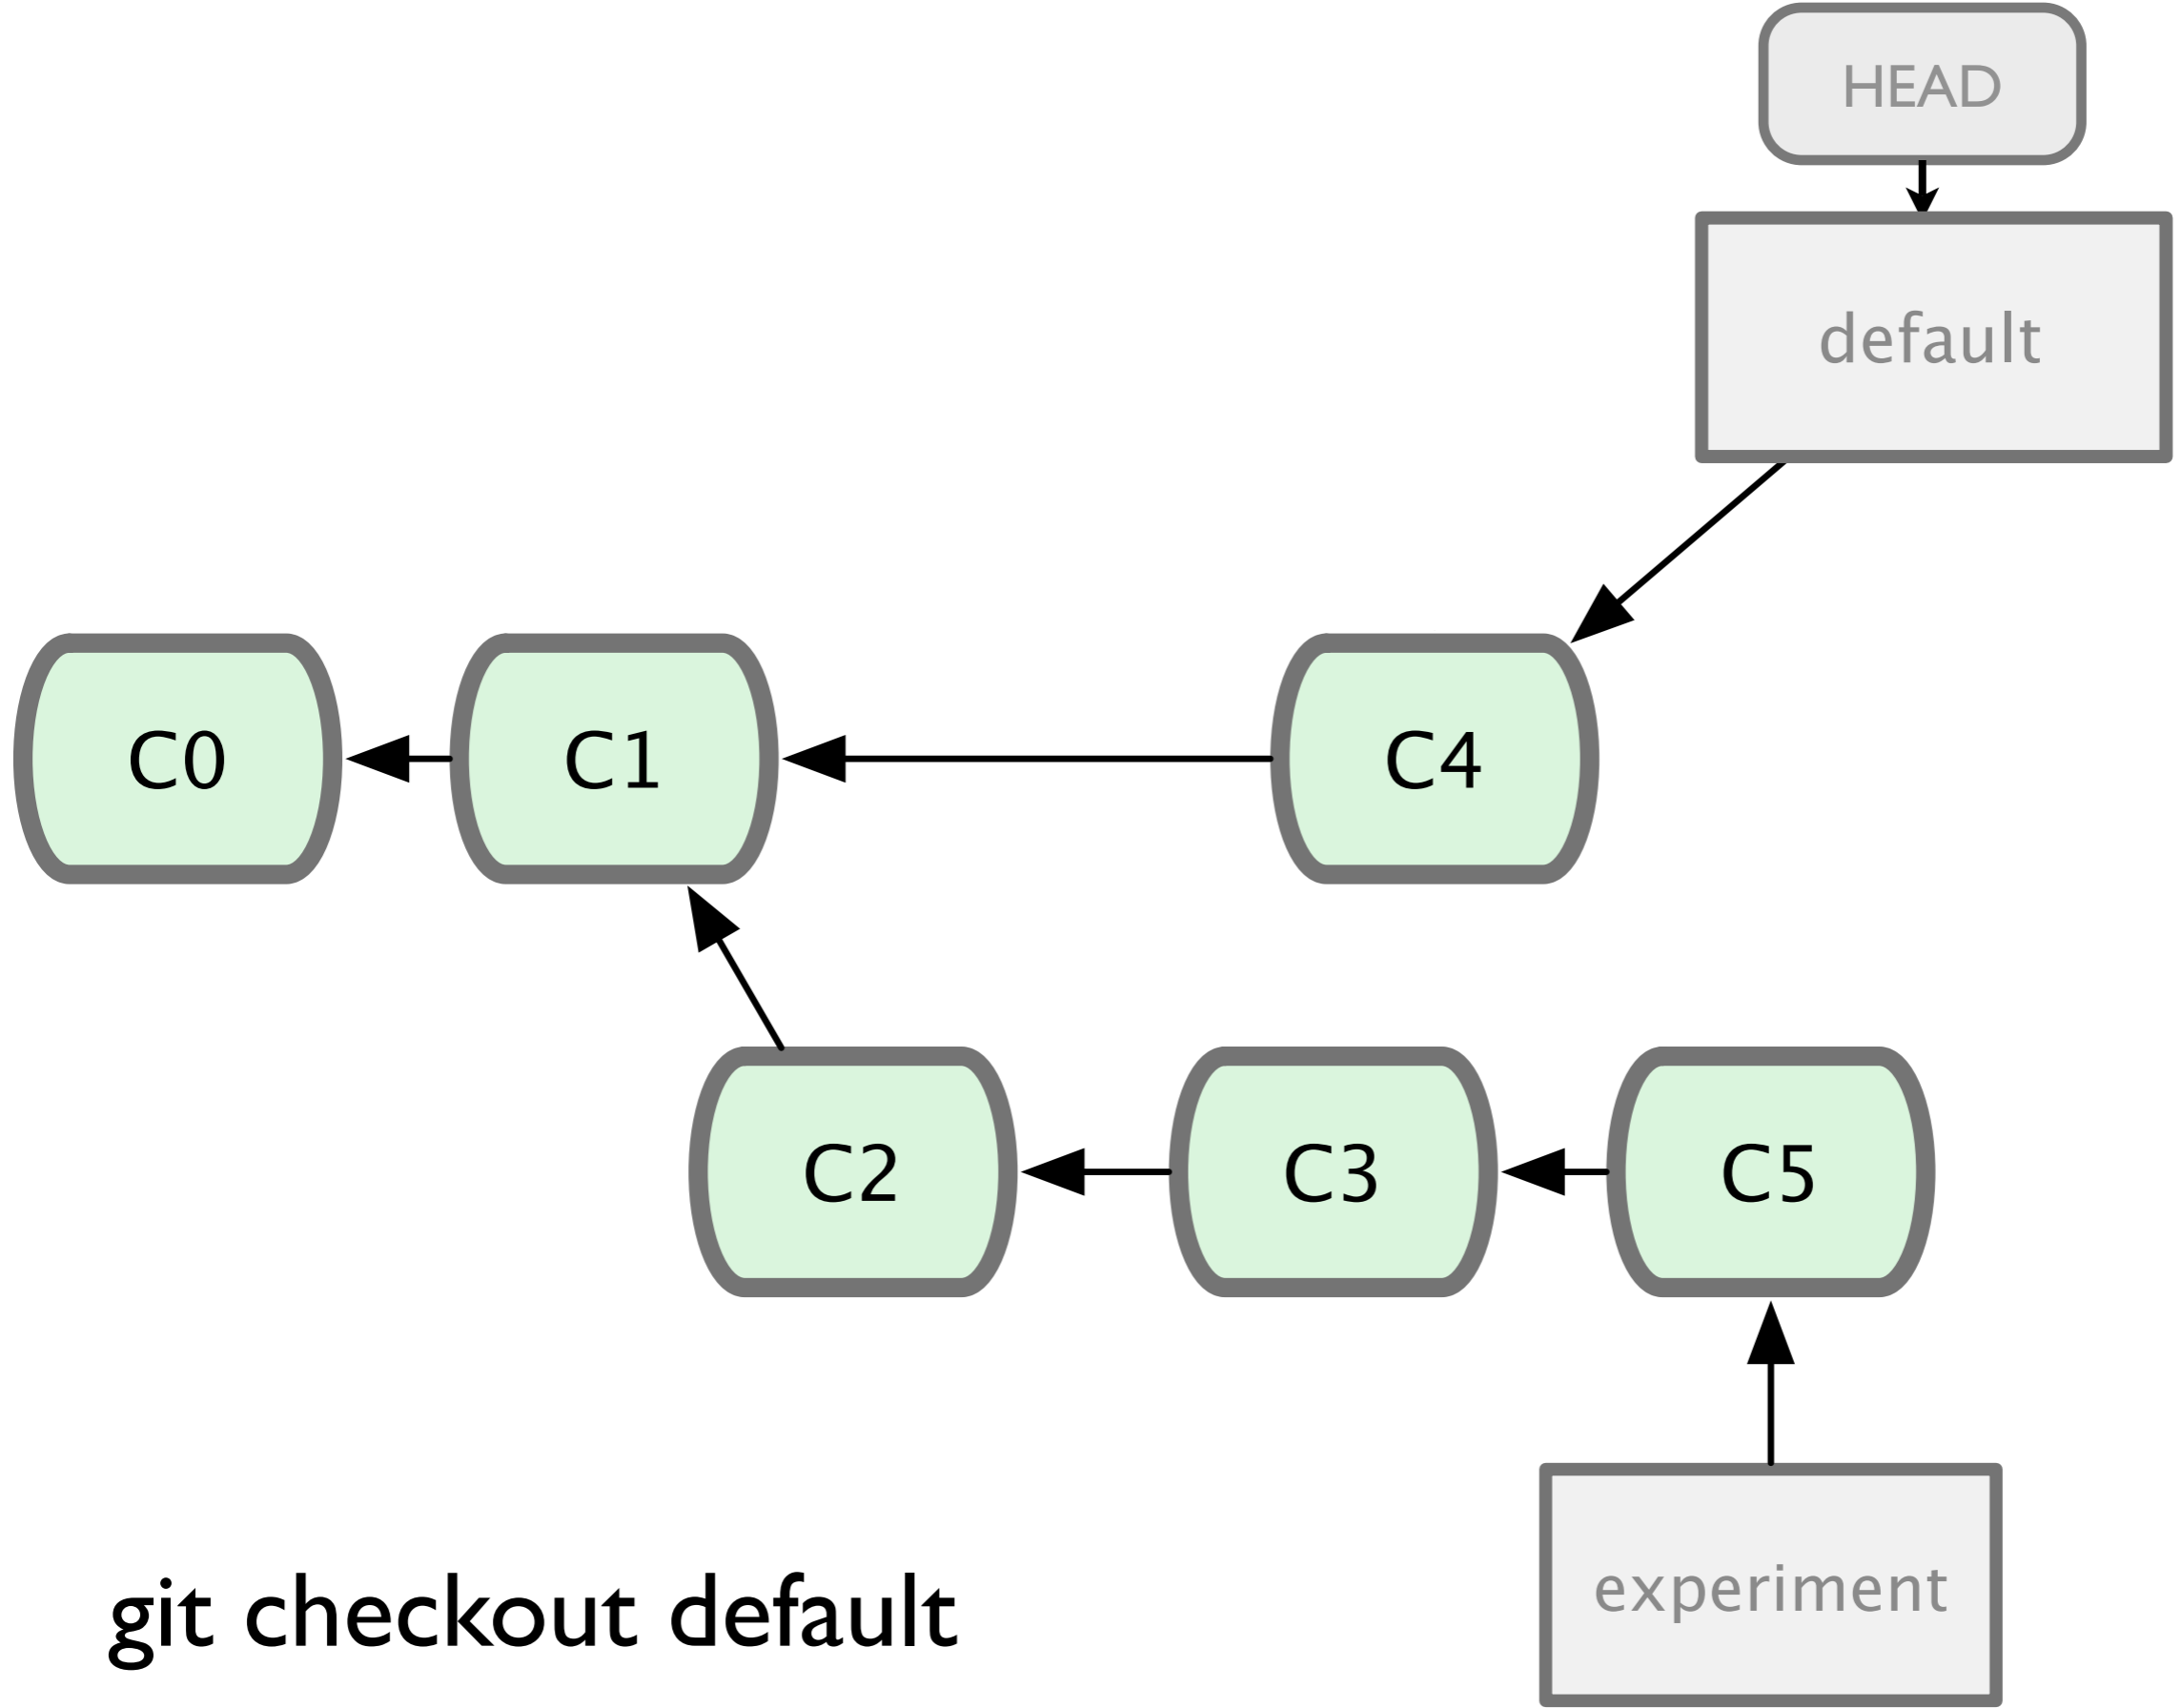 HEAD
default
C0
C1
C4
C2
C3
C5
experiment
git checkout default